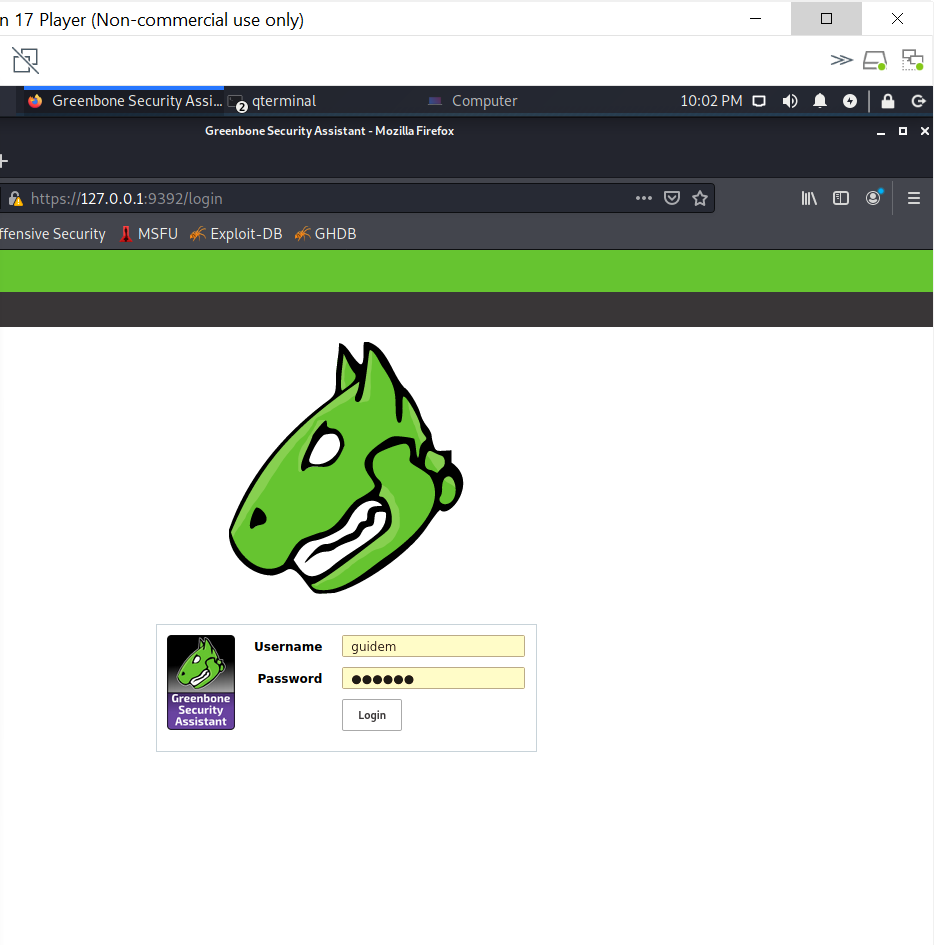 n 17 Player (Non-commercial use only)
Greenbone Security Assi... 2 qterminal Computer 10:02 PM
Greenbone Security Assistant - Mozilla Firefox
https://127.0.0.1:9392/login
ffensive Security MSFU Exploit-DB GHDB
Username guidem
Password ●●●●●●
Greenbone
Security
Assistant
Login